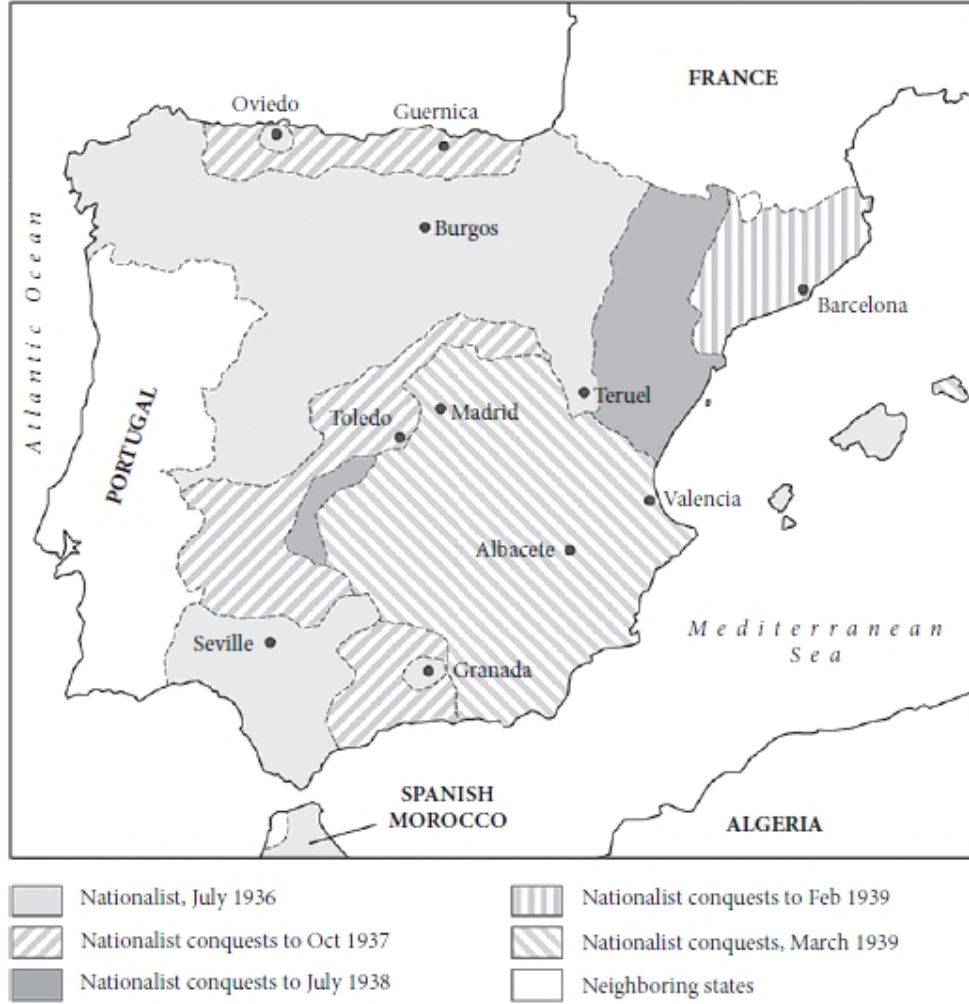 FRANCE
Oviedo
Guernica
Burgos
Barcelona
Atlantic Ocean
PORTUGAL
Teruel
Madrid
Toledo
Valencia
Albacete
Seville
Granada
Mediterranean
Sea
SPANISH
MOROCCO
ALGERIA
Nationalist, July 1936
Nationalist conquests to Oct 1937
Nationalist conquests to July 1938
Nationalist conquests to Feb 1939
Nationalist conquests, March 1939
Neighboring states